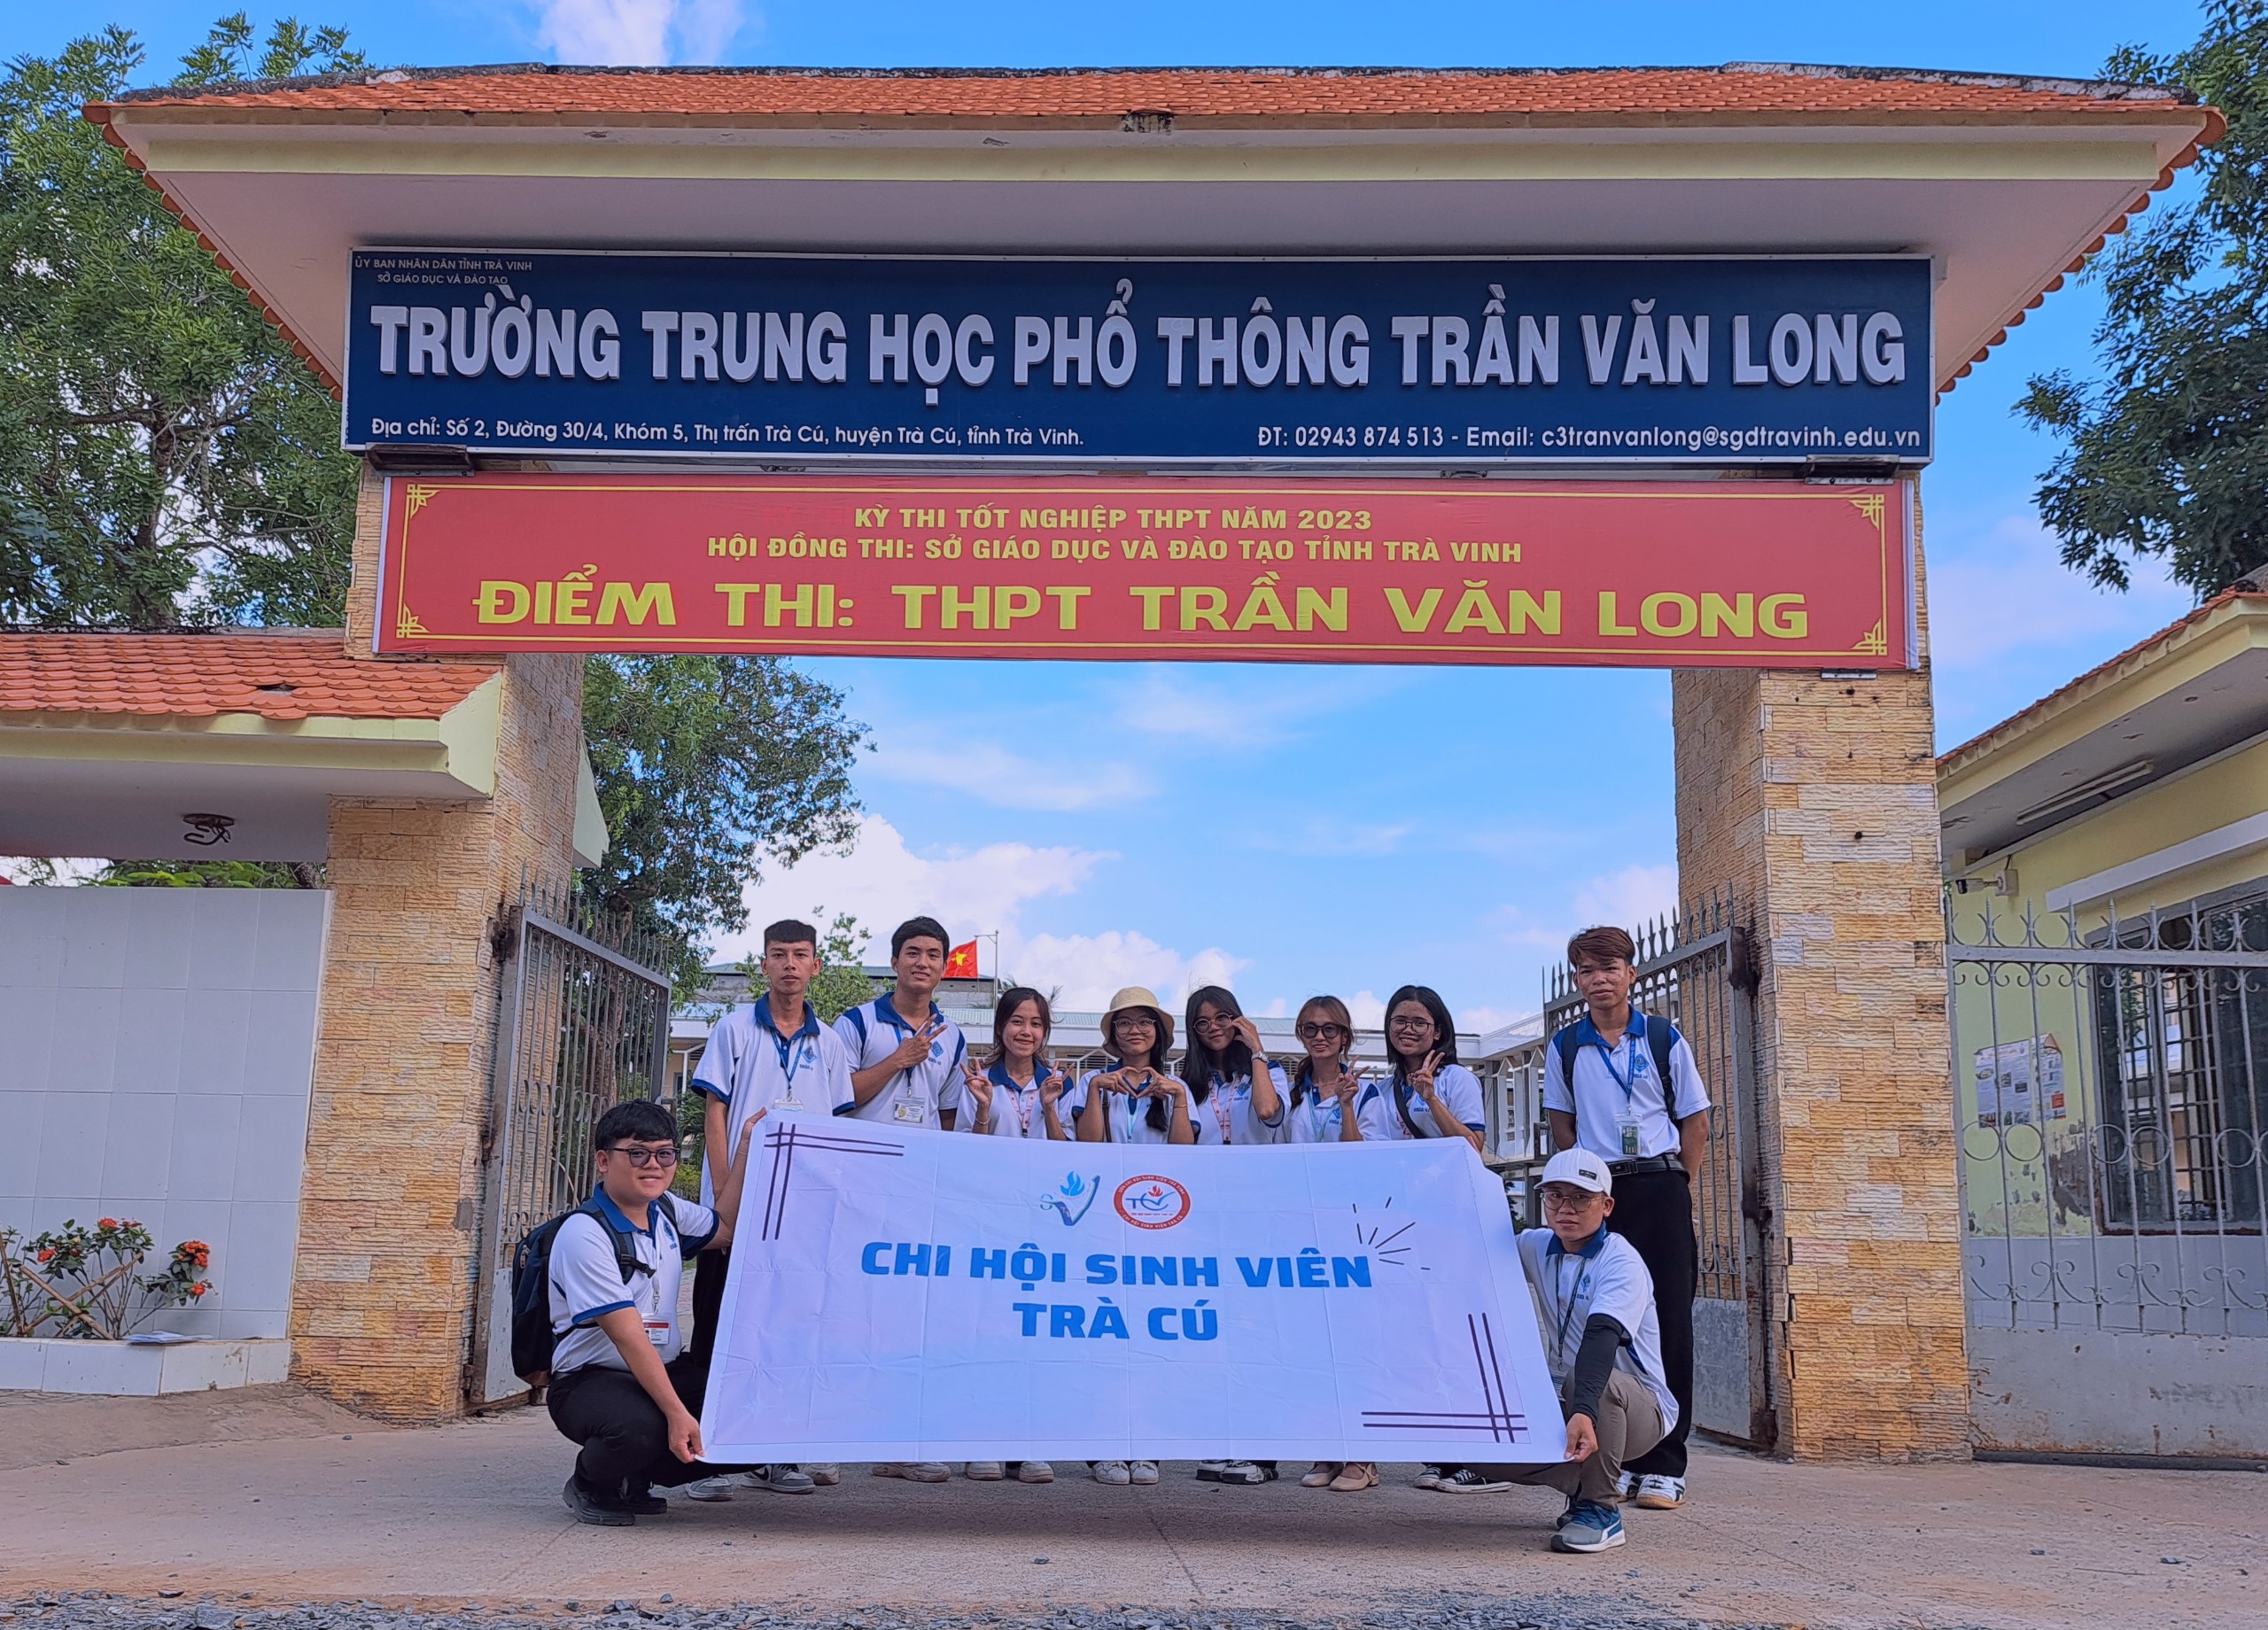 ỦY BAN NHÂN DÂN TỈNH TRÀ VINH
SỞ GIÁO DỤC VÀ ĐÀO TẠO
TRƯỜNG TRUNG HỌC PHỔ THÔNG TRẦN VĂN LONG
Địa chỉ: Số 2, Đường 30/4, Khóm 5, Thị trấn Trà Cú, huyện Trà Cú, tỉnh Trà Vinh.
ĐT: 02943 874 513 - Email: c3tranvanlong@sgdtravinh.edu.vn
KỲ THI TỐT NGHIỆP THPT NĂM 2023
HỘI ĐỒNG THI: SỞ GIÁO DỤC VÀ ĐÀO TẠO TỈNH TRÀ VINH
ĐIỂM THI: THPT TRẦN VĂN LONG
CHI HỘI SINH VIÊN
TRÀ CÚ